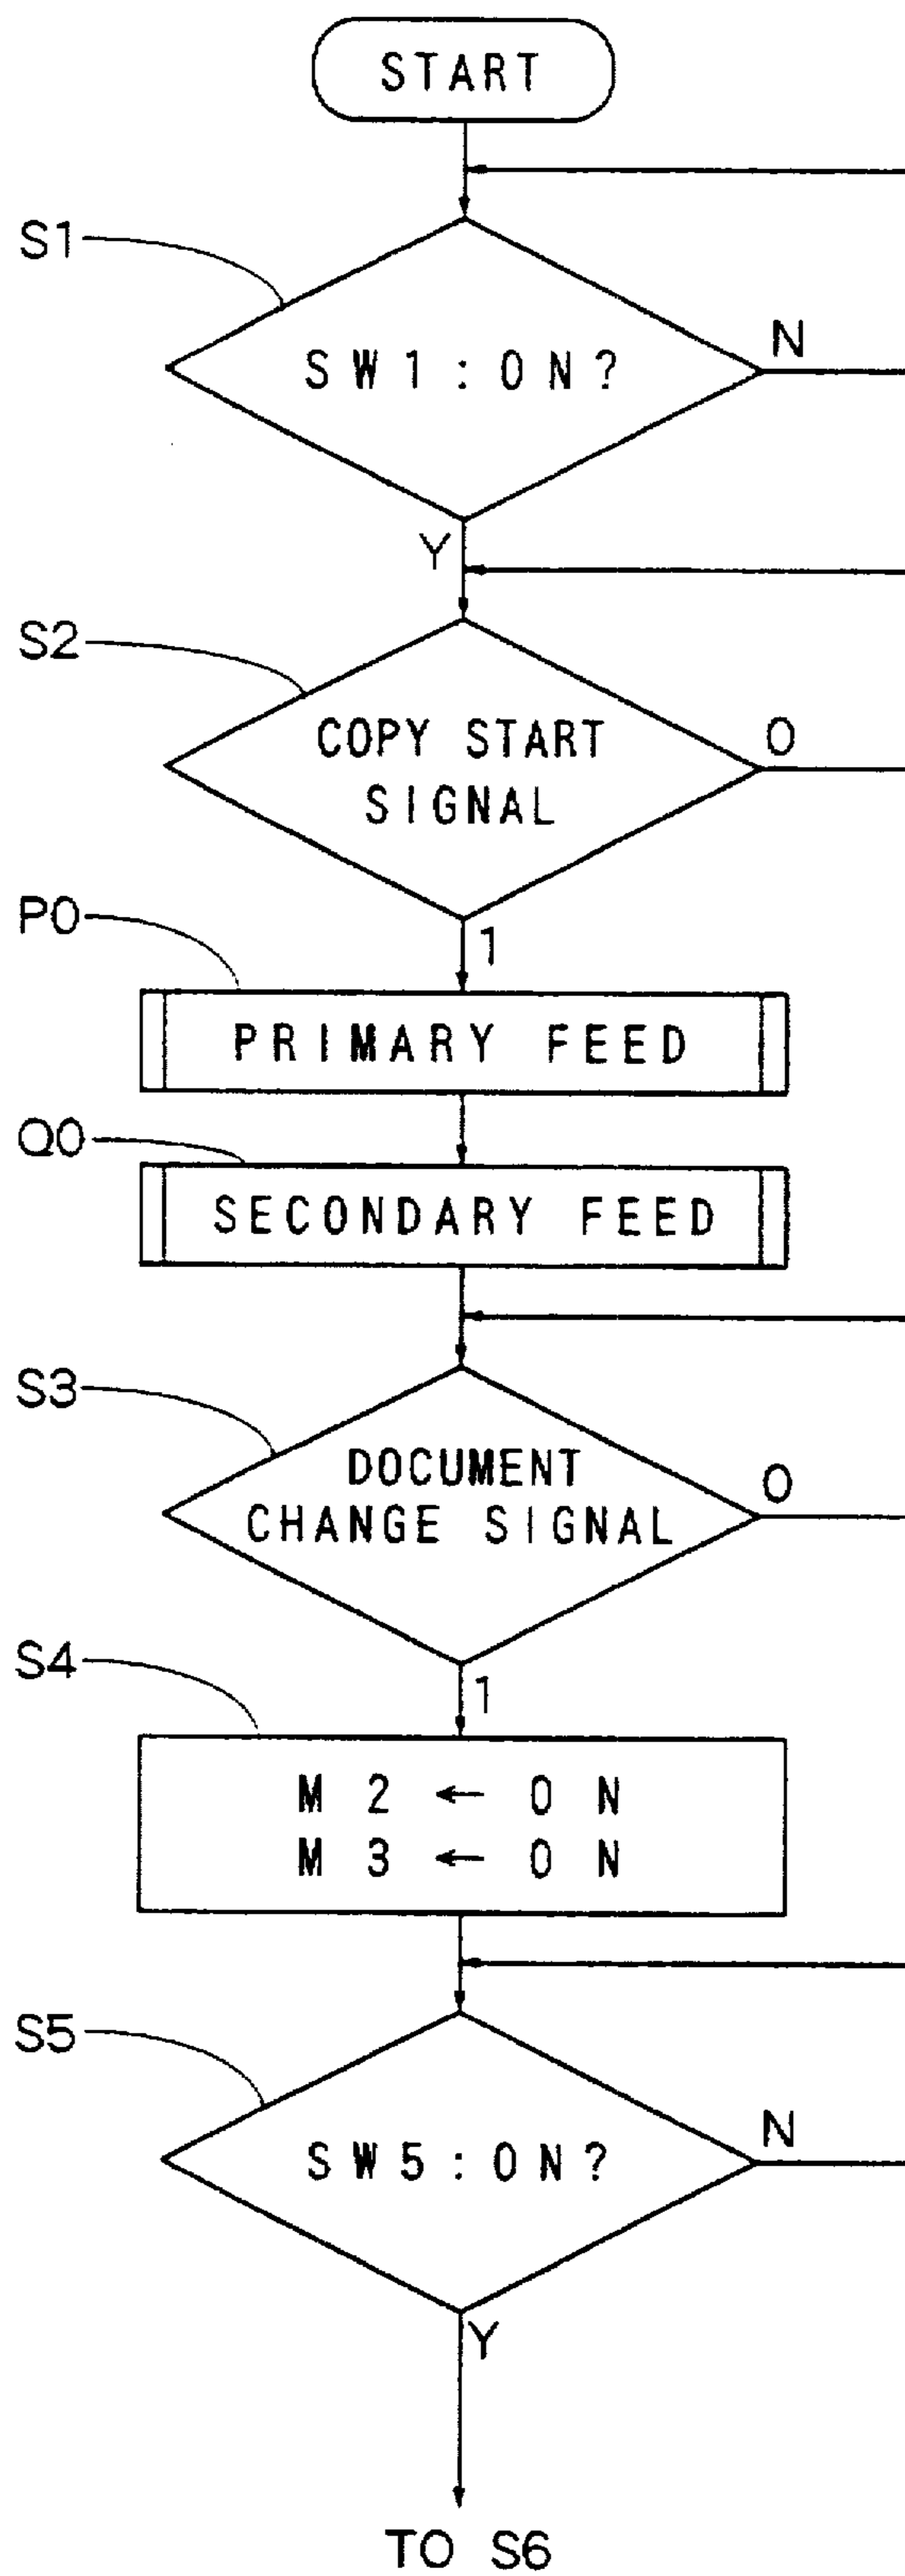 START
S1
SW1:ON?
N
Y
S2
COPY START
SIGNAL
0
1
P0
PRIMARY FEED
Q0
SECONDARY FEED
S3
DOCUMENT
CHANGE SIGNAL
0
1
S4
M2 ← ON
M3 ← ON
S5
SW5:ON?
N
Y
TO S6